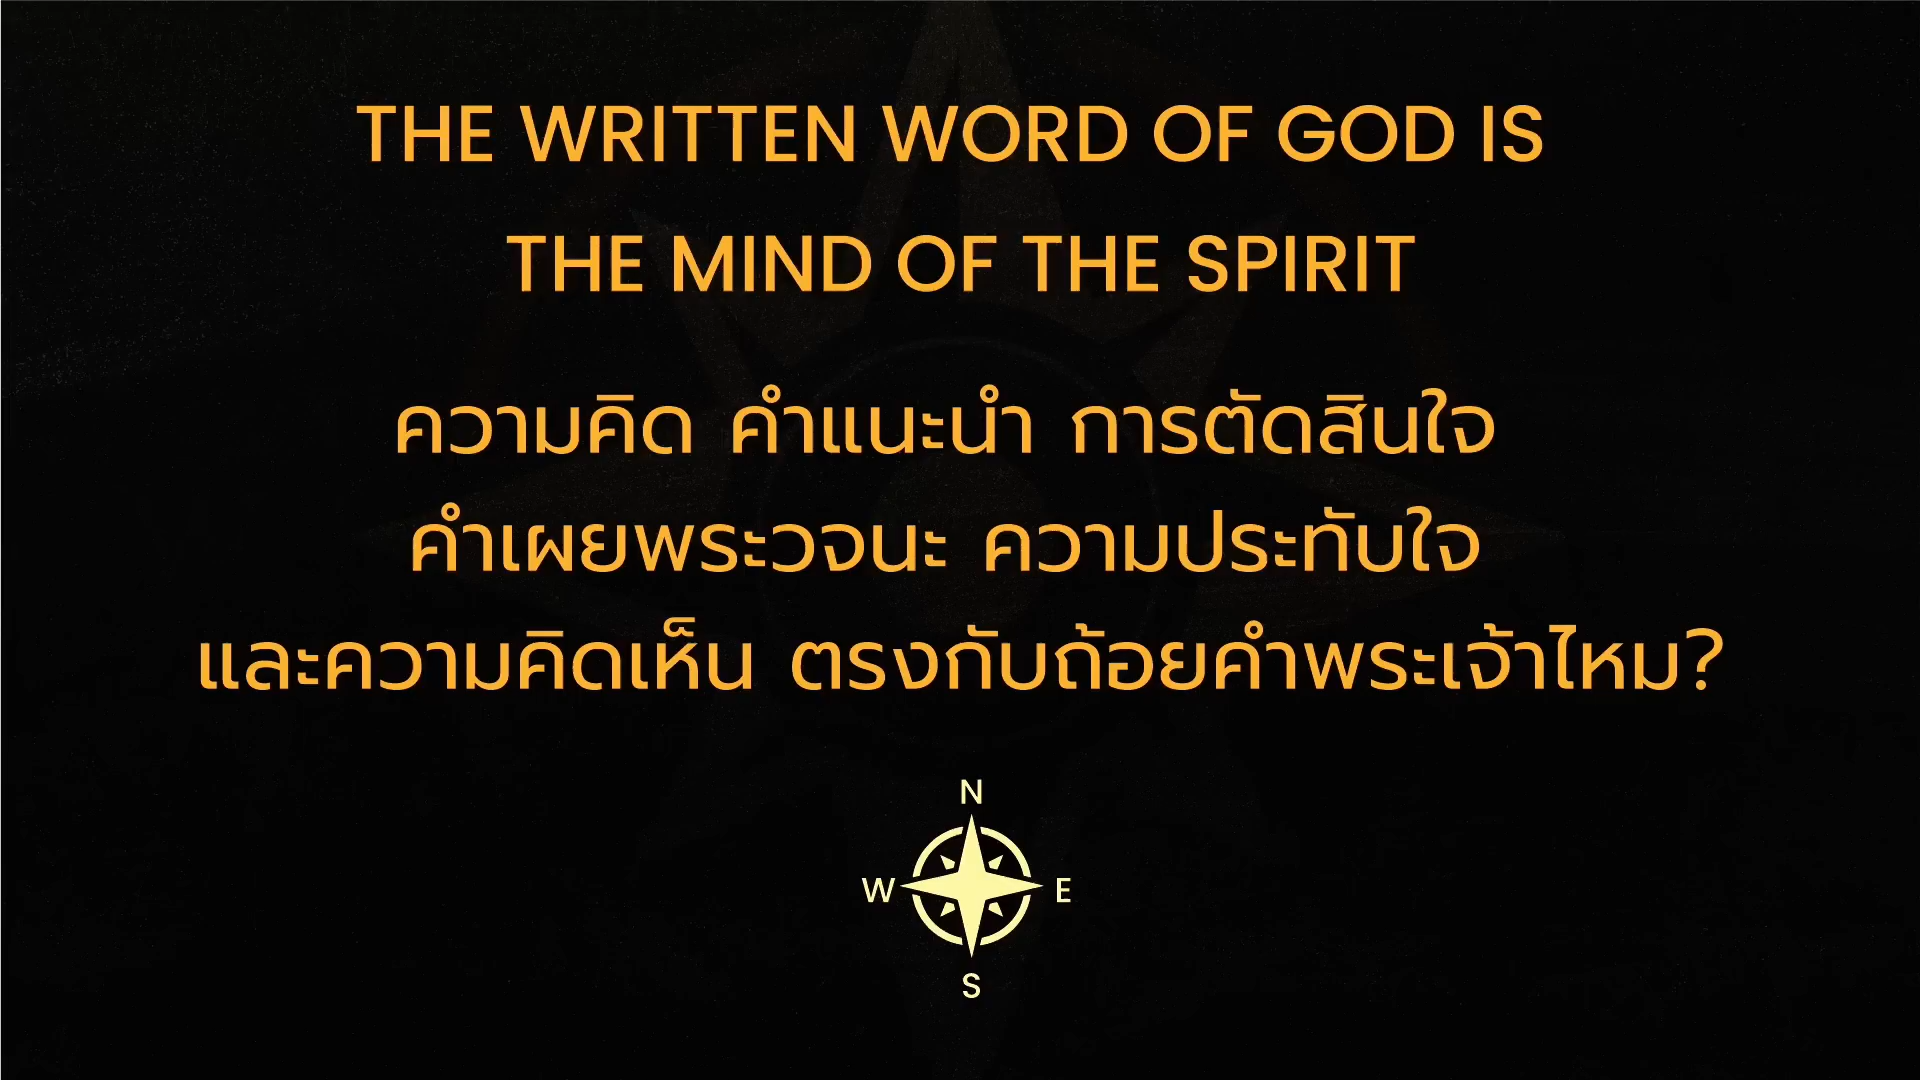 THE WRITTEN WORD OF GOD IS
THE MIND OF THE SPIRIT
ความคิด คำแนะนำ การตัดสินใจ
คำเผยพระวจนะ ความประทับใจ
และความคิดเห็น ตรงกับถ้อยคำพระเจ้าไหม?
N
W E
S